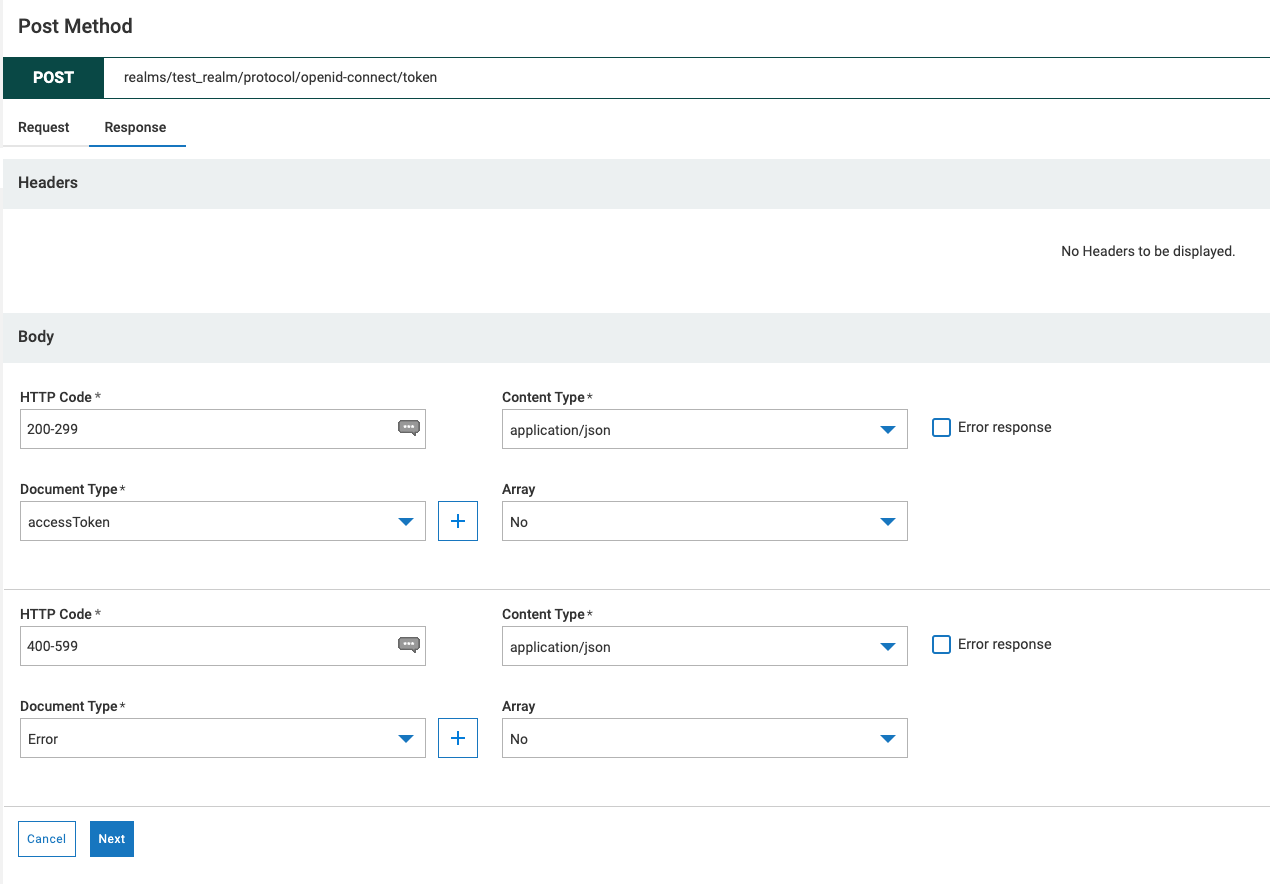 Post Method
POST realms/test_realm/protocol/openid-connect/token
Request Response
Headers
No Headers to be displayed.
Body
HTTP Code * Content Type *
200-299 application/json Error response
Document Type * Array
accessToken + No
HTTP Code * Content Type *
400-599 application/json Error response
Document Type * Array
Error + No
Cancel Next